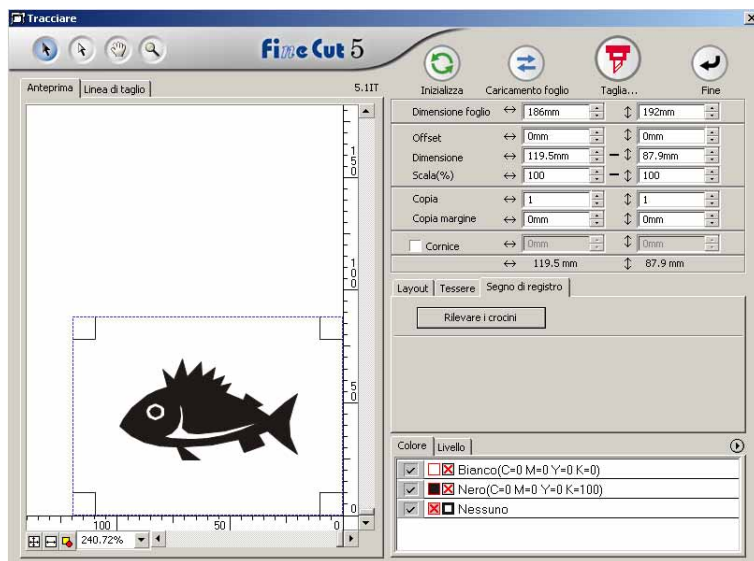 Tracciare
FineCut 5
Inizializza Caricamento foglio Taglia... Fine
Anteprima Linea di taglio 5.1IT
Dimensione foglio 186mm 192mm
Offset 0mm 0mm
Dimensione 119.5mm 87.9mm
Scala(%) 100 100
Copia 1 1
Copia margine 0mm 0mm
Cornice 0mm 0mm
119.5 mm 87.9 mm
Layout Tessere Segno di registro
Rilevare i crocini
150
100
50
0
100 50 0
240.72%
Colore Livello
Bianco(C=0 M=0 Y=0 K=0)
Nero(C=0 M=0 Y=0 K=100)
Nessuno